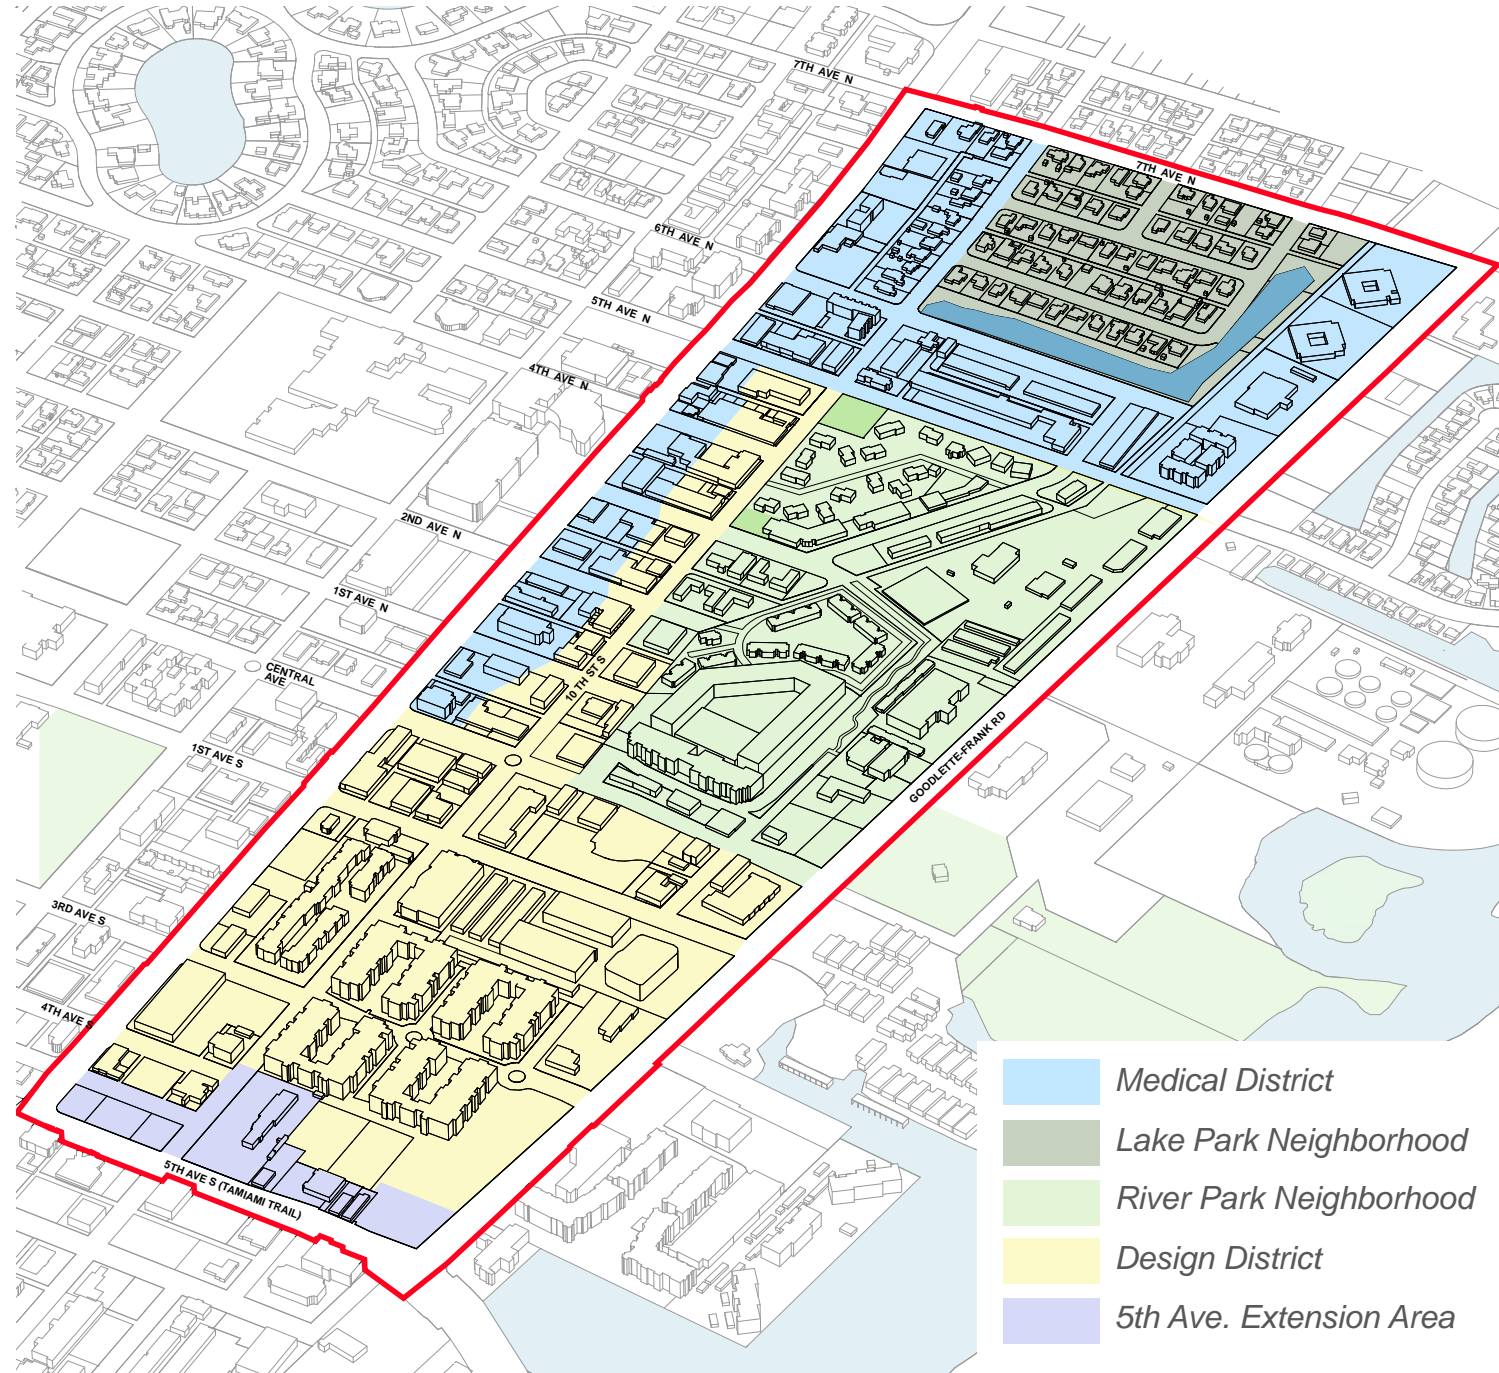 7TH AVE N
7TH AVE N
6TH AVE N
5TH AVE N
4TH AVE N
2ND AVE N
1ST AVE N
CENTRAL
AVE
10 TH ST S
1ST AVE S
GOODLETTE-FRANK RD
3RD AVE S
4TH AVE S
5TH AVE S (TAMIAMI TRAIL)
Medical District
Lake Park Neighborhood
River Park Neighborhood
Design District
5th Ave. Extension Area